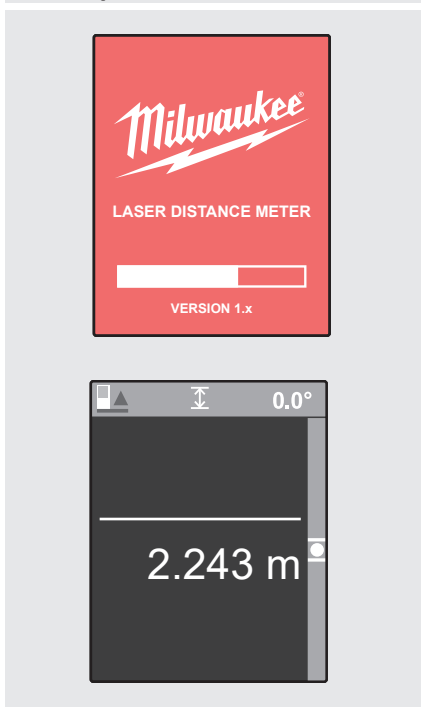 Milwaukee®
LASER DISTANCE METER
VERSION 1.x
0.0°
2.243 m